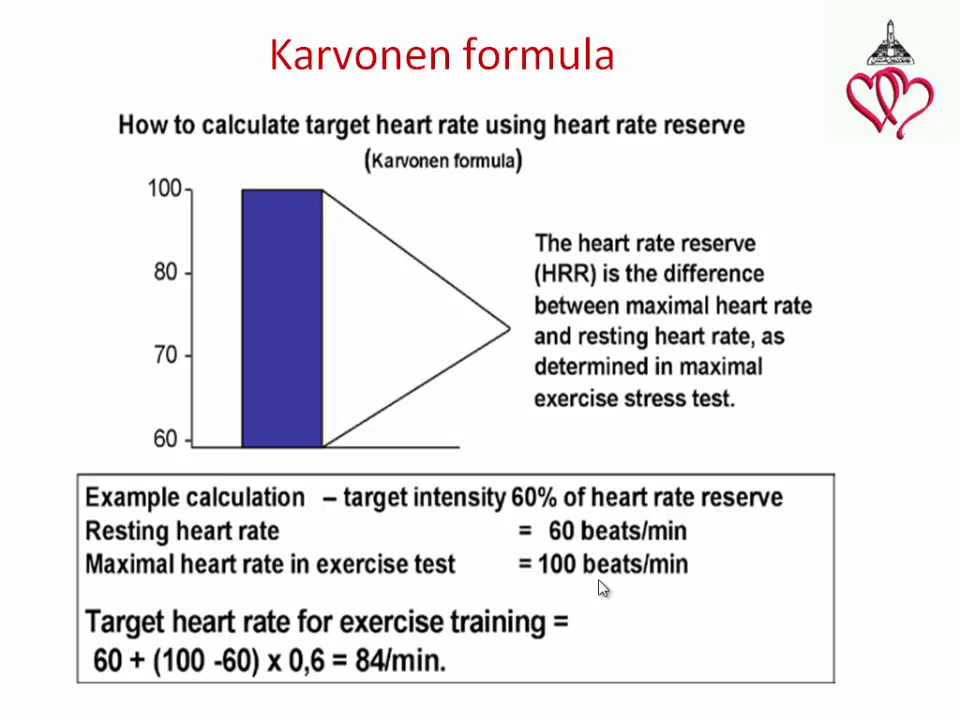 Karvonen formula
How to calculate target heart rate using heart rate reserve
(Karvonen formula)
100
80
70
60
The heart rate reserve
(HRR) is the difference
between maximal heart rate
and resting heart rate, as
determined in maximal
exercise stress test.
Example calculation – target intensity 60% of heart rate reserve
Resting heart rate = 60 beats/min
Maximal heart rate in exercise test = 100 beats/min
Target heart rate for exercise training =
60 + (100 -60) x 0,6 = 84/min.